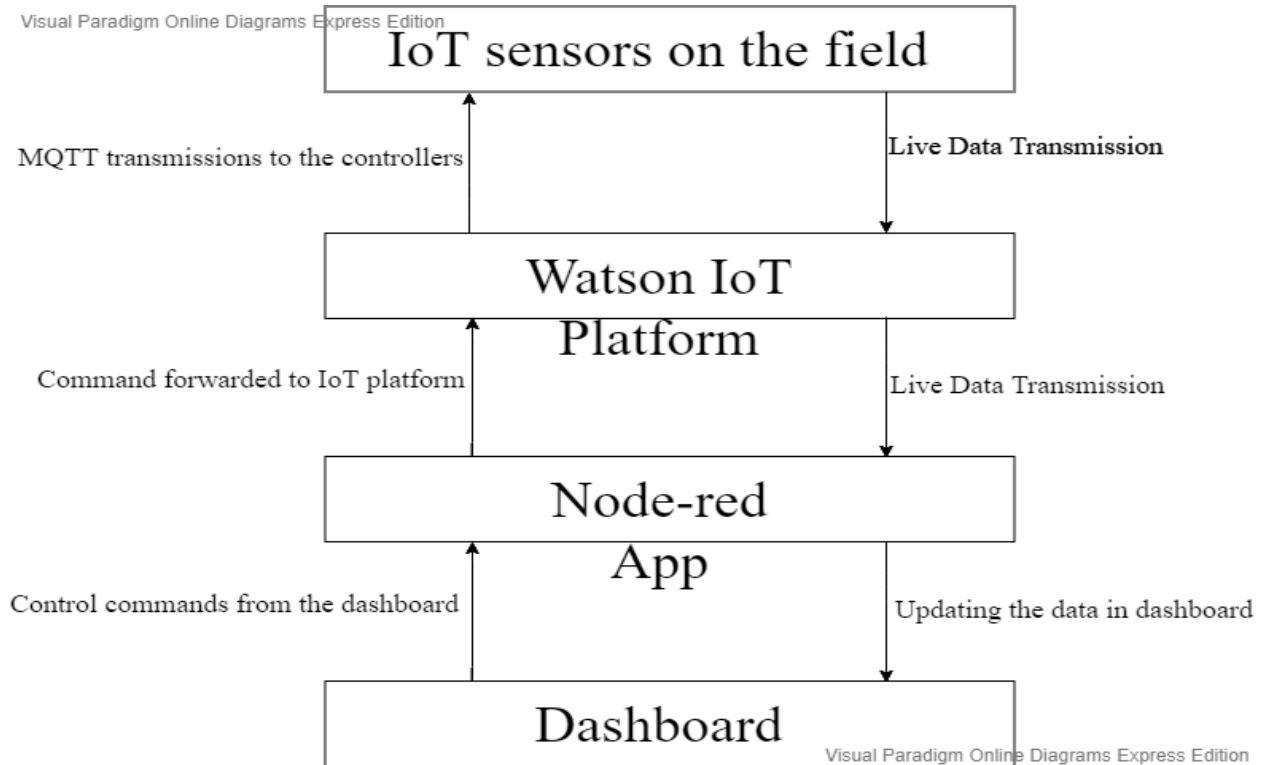 Visual Paradigm Online Diagrams Express Edition
IoT sensors on the field
MQTT transmissions to the controllers
Live Data Transmission
Watson IoT
Platform
Command forwarded to IoT platform
Live Data Transmission
Node-red
App
Control commands from the dashboard
Updating the data in dashboard
Dashboard
Visual Paradigm Online Diagrams Express Edition